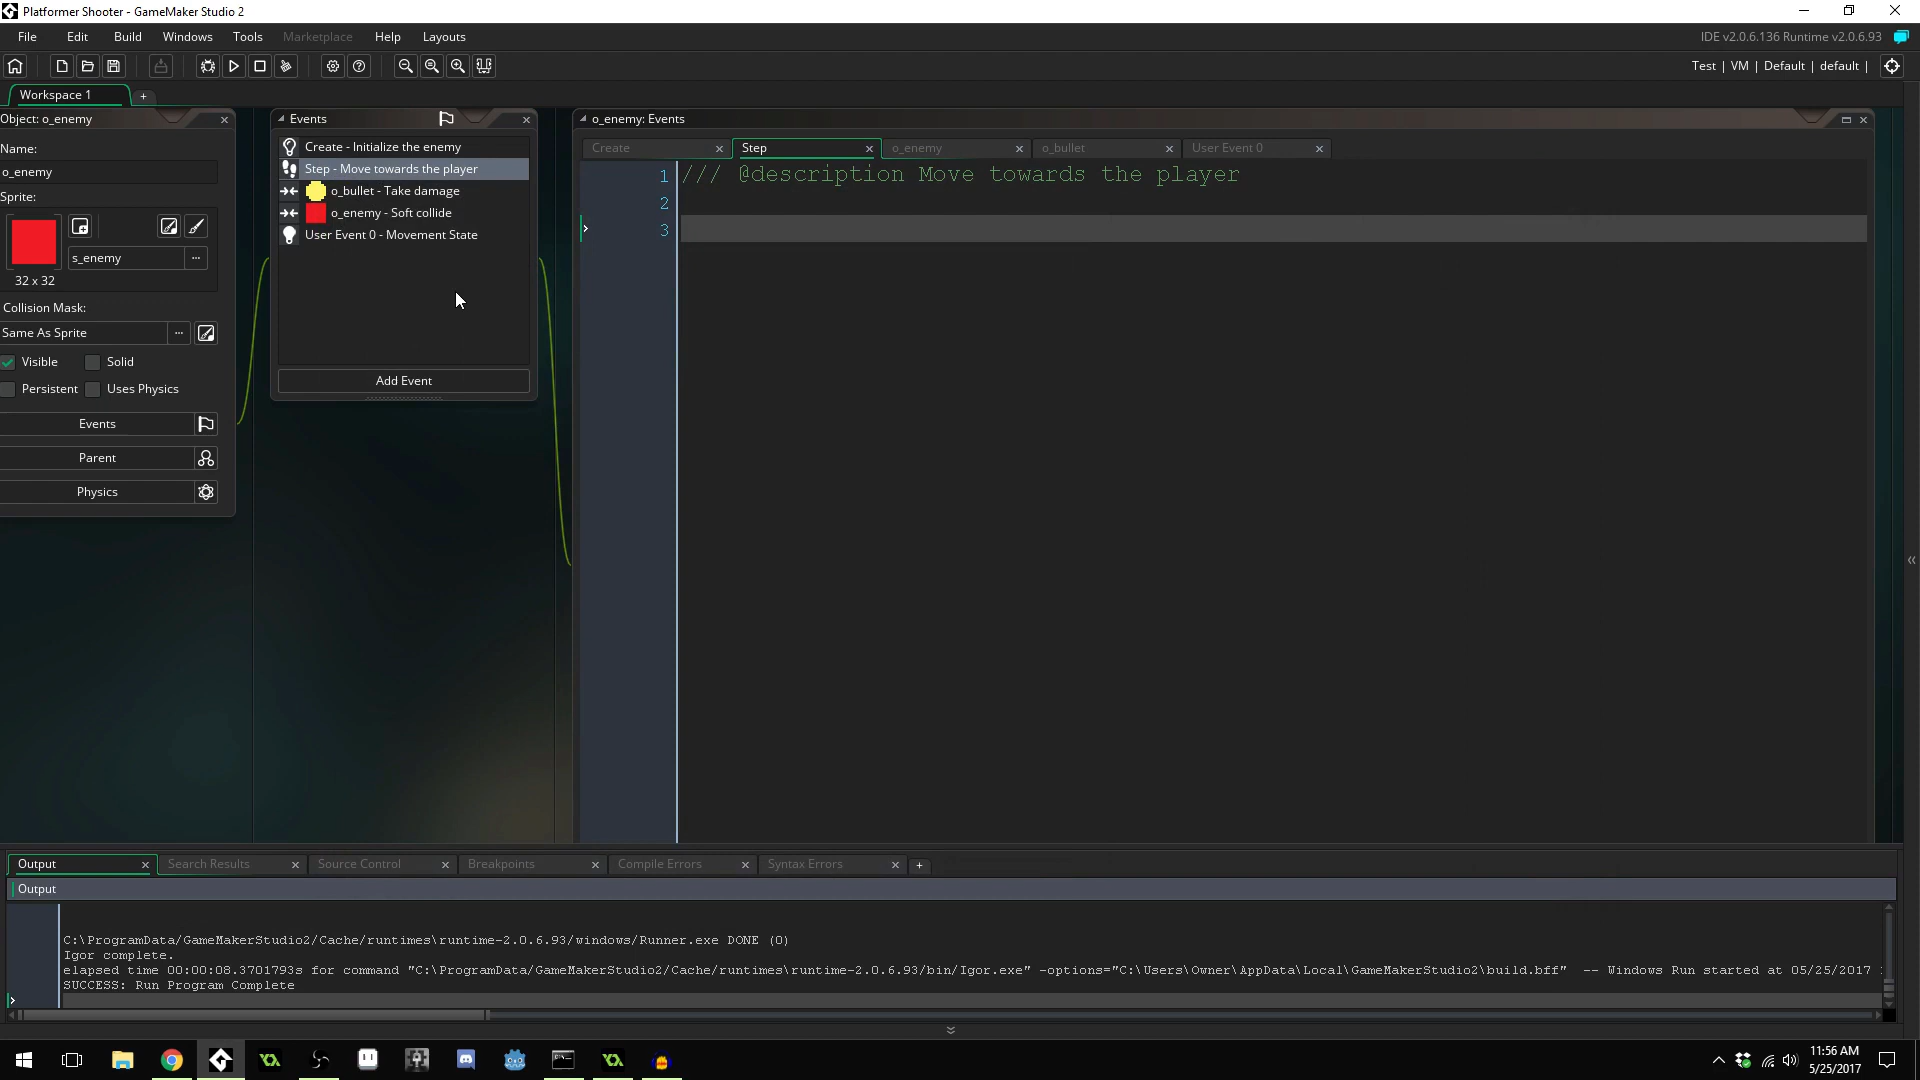 Platformer Shooter - GameMaker Studio 2
File Edit Build Windows Tools Marketplace Help Layouts
IDE v2.0.6.136 Runtime v2.0.6.93
Test | VM | Default | default |
Workspace 1 +
Object: o_enemy
Name:
o_enemy
Sprite:
s_enemy
32 x 32
Collision Mask:
Same As Sprite
Visible Solid
Persistent Uses Physics
Events
Parent
Physics
Events
Create - Initialize the enemy
Step - Move towards the player
o_bullet - Take damage
o_enemy - Soft collide
User Event 0 - Movement State
Add Event
o_enemy: Events
Create Step o_enemy o_bullet User Event 0
1 /// @description Move towards the player
2
3
Output Search Results Source Control Breakpoints Compile Errors Syntax Errors +
Output
C:\ProgramData/GameMakerStudio2/Cache/runtimes\runtime-2.0.6.93/windows/Runner.exe DONE (0)
Igor complete.
elapsed time 00:00:08.3701793s for command "C:\ProgramData/GameMakerStudio2/Cache/runtimes\runtime-2.0.6.93/bin/Igor.exe" -options="C:\Users\Owner\AppData\Local\GameMakerStudio2\build.bff" -- Windows Run started at 05/25/2017
SUCCESS: Run Program Complete
11:56 AM
5/25/2017